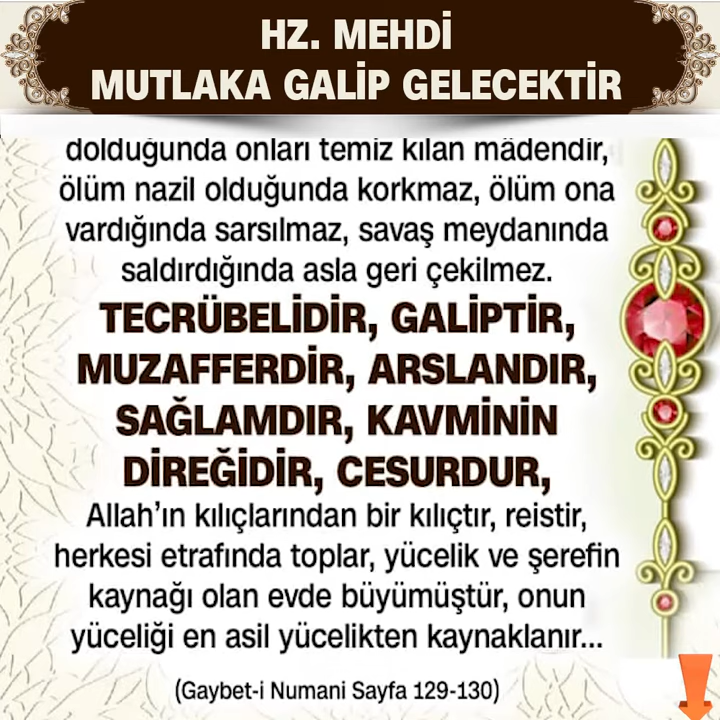 HZ. MEHDİ
MUTLAKA GALİP GELECEKTİR
dolduğunda onları temiz kılan mâdendir,
ölüm nazil olduğunda korkmaz, ölüm ona
vardığında sarsılmaz, savaş meydanında
saldırdığında asla geri çekilmez.
TECRÜBELİDİR, GALİPTİR,
MUZAFFERDİR, ARSLANDIR,
SAĞLAMDIR, KAVMİNİN
DİREĞİDİR, CESURDUR,
Allah'ın kılıçlarından bir kılıçtır, reistir,
herkesi etrafında toplar, yücelik ve şerefin
kaynağı olan evde büyümüştür, onun
yüceliği en asil yücelikten kaynaklanır...
(Gaybet-i Numani Sayfa 129-130)